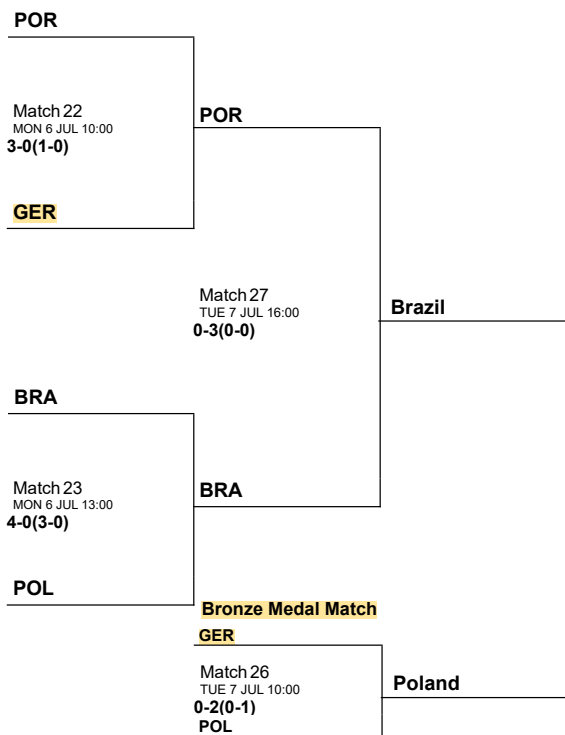 POR
Match 22
MON 6 JUL 10:00
3-0(1-0)
POR
GER
Match 27
TUE 7 JUL 16:00
0-3(0-0)
Brazil
BRA
Match 23
MON 6 JUL 13:00
4-0(3-0)
BRA
POL
Bronze Medal Match
GER
Match 26
TUE 7 JUL 10:00
0-2(0-1)
POL
Poland